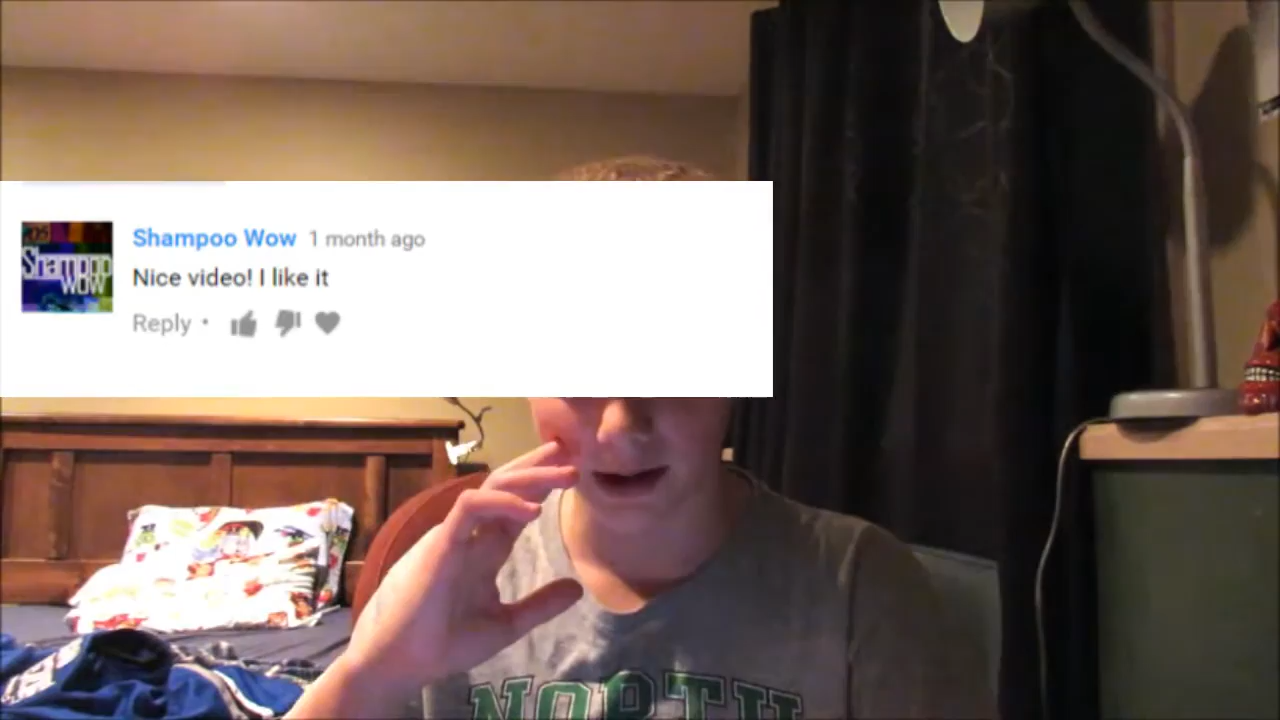 Shampoo Wow 1 month ago
Shampoo
wow
Nice video! I like it
Reply •
NORTH